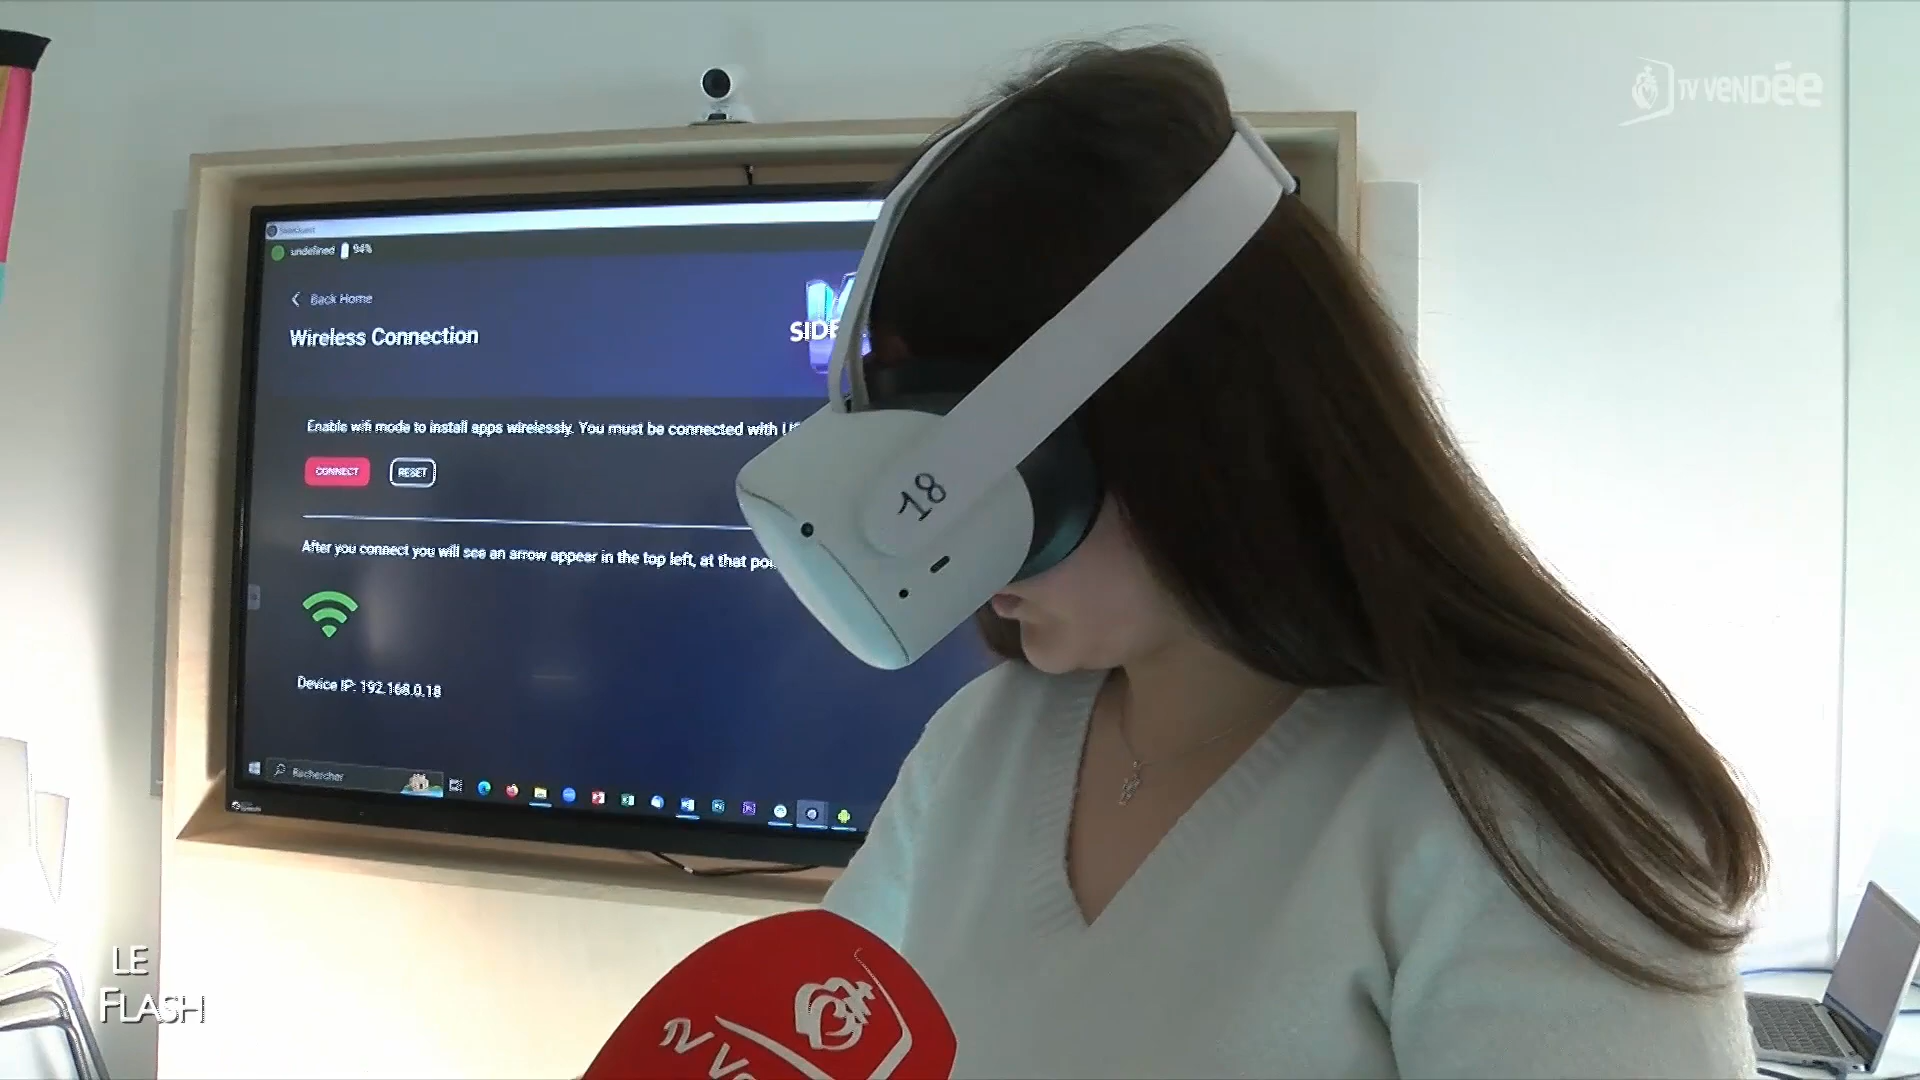 TV VENDÉE
SideQuest
undefined 94%
Back Home
Wireless Connection
SIDE
Enable wifi mode to install apps wirelessly. You must be connected with
CONNECT RESET
After you connect you will see an arrow appear in the top left, at that
Device IP: 192.168.0.18
Rechercher
18
LE
FLASH
TV